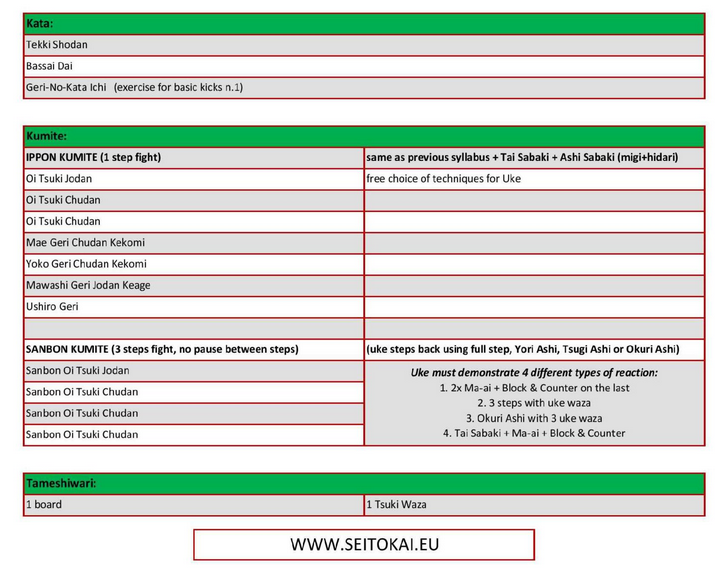 Kata:
Tekki Shodan
Bassai Dai
Geri-No-Kata Ichi (exercise for basic kicks n.1)
Kumite:
IPPON KUMITE (1 step fight) same as previous syllabus + Tai Sabaki + Ashi Sabaki (migi+hidari)
Oi Tsuki Jodan free choice of techniques for Uke
Oi Tsuki Chudan
Oi Tsuki Chudan
Mae Geri Chudan Kekomi
Yoko Geri Chudan Kekomi
Mawashi Geri Jodan Keage
Ushiro Geri
SANBON KUMITE (3 steps fight, no pause between steps) (uke steps back using full step, Yori Ashi, Tsugi Ashi or Okuri Ashi)
Sanbon Oi Tsuki Jodan
Sanbon Oi Tsuki Chudan
Sanbon Oi Tsuki Chudan
Sanbon Oi Tsuki Chudan
Uke must demonstrate 4 different types of reaction:
1. 2x Ma-ai + Block & Counter on the last
2. 3 steps with uke waza
3. Okuri Ashi with 3 uke waza
4. Tai Sabaki + Ma-ai + Block & Counter
Tameshiwari:
1 board 1 Tsuki Waza
WWW.SEITOKAI.EU